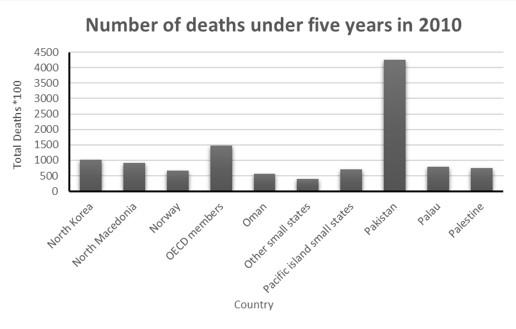 Number of deaths under five years in 2010
Total Deaths *100
4500
4000
3500
3000
2500
2000
1500
1000
500
0
North Korea
North Macedonia
Norway
OECD members
Oman
Other small states
Pacific island small states
Pakistan
Palau
Palestine
Country